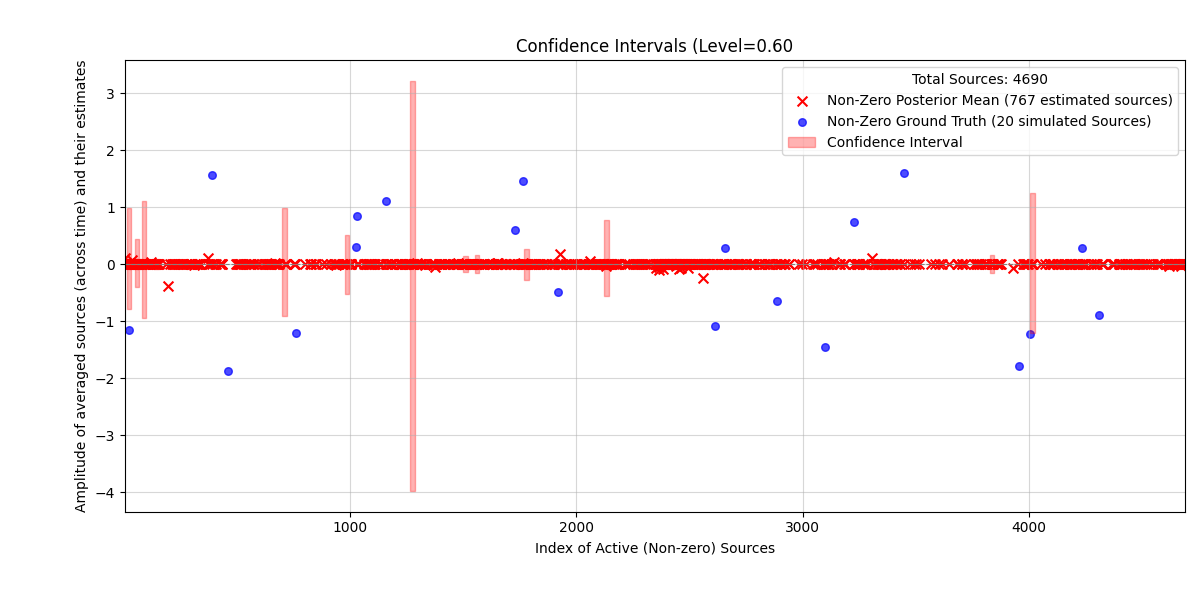 Confidence Intervals (Level=0.60
Total Sources: 4690
Non-Zero Posterior Mean (767 estimated sources)
Non-Zero Ground Truth (20 simulated Sources)
Confidence Interval
Amplitude of averaged sources (across time) and their estimates
3
2
1
0
−1
−2
−3
−4
1000 2000 3000 4000
Index of Active (Non-zero) Sources